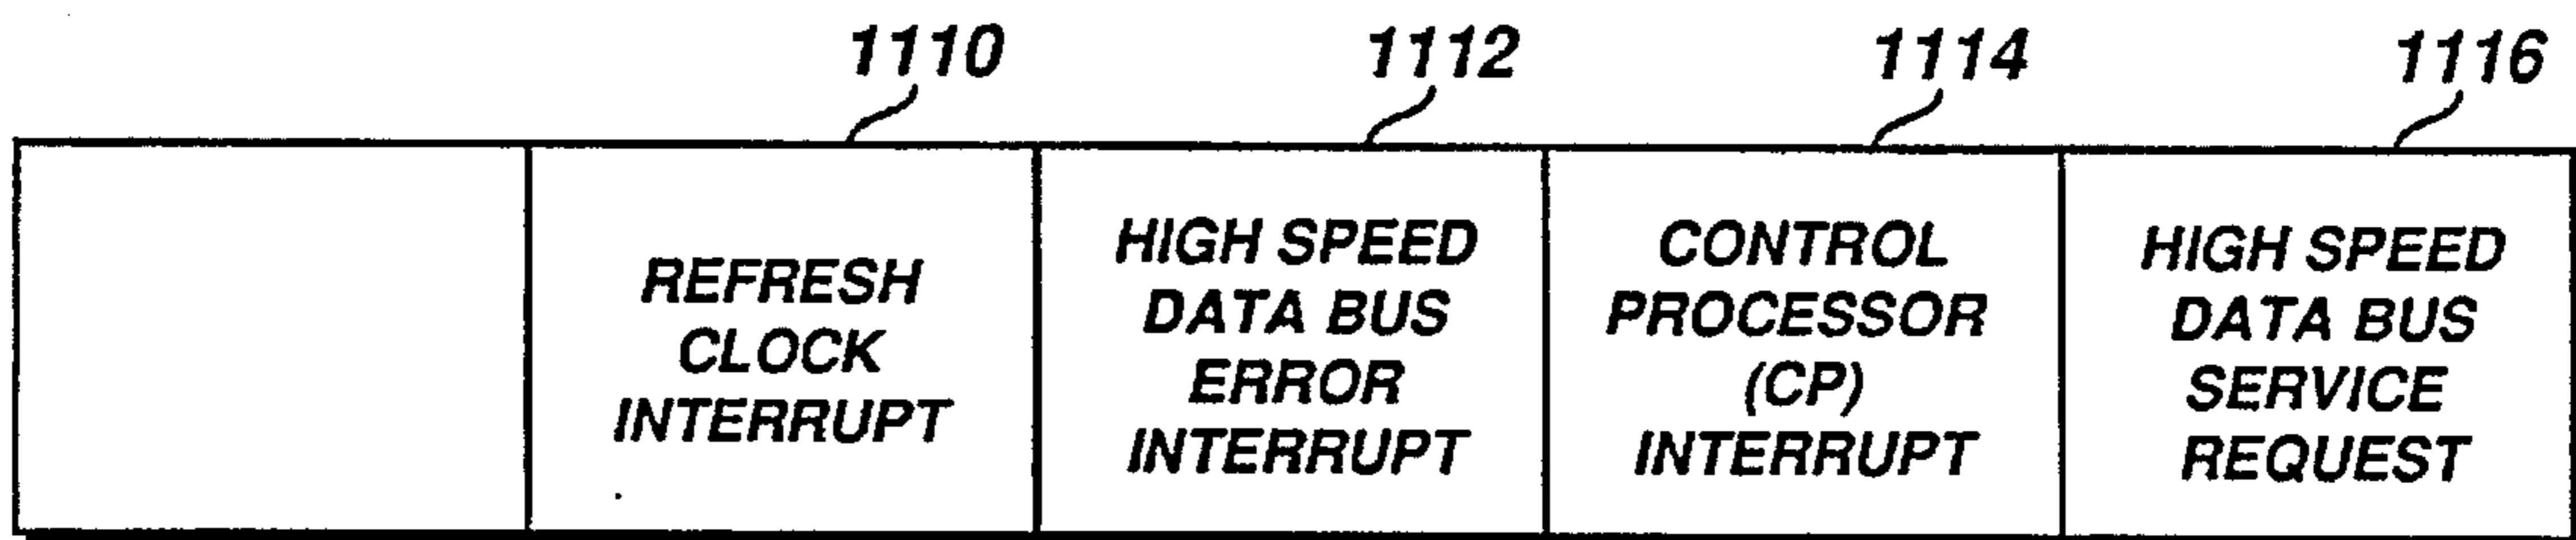 1110 1112 1114 1116
REFRESH
CLOCK
INTERRUPT
HIGH SPEED
DATA BUS
ERROR
INTERRUPT
CONTROL
PROCESSOR
(CP)
INTERRUPT
HIGH SPEED
DATA BUS
SERVICE
REQUEST